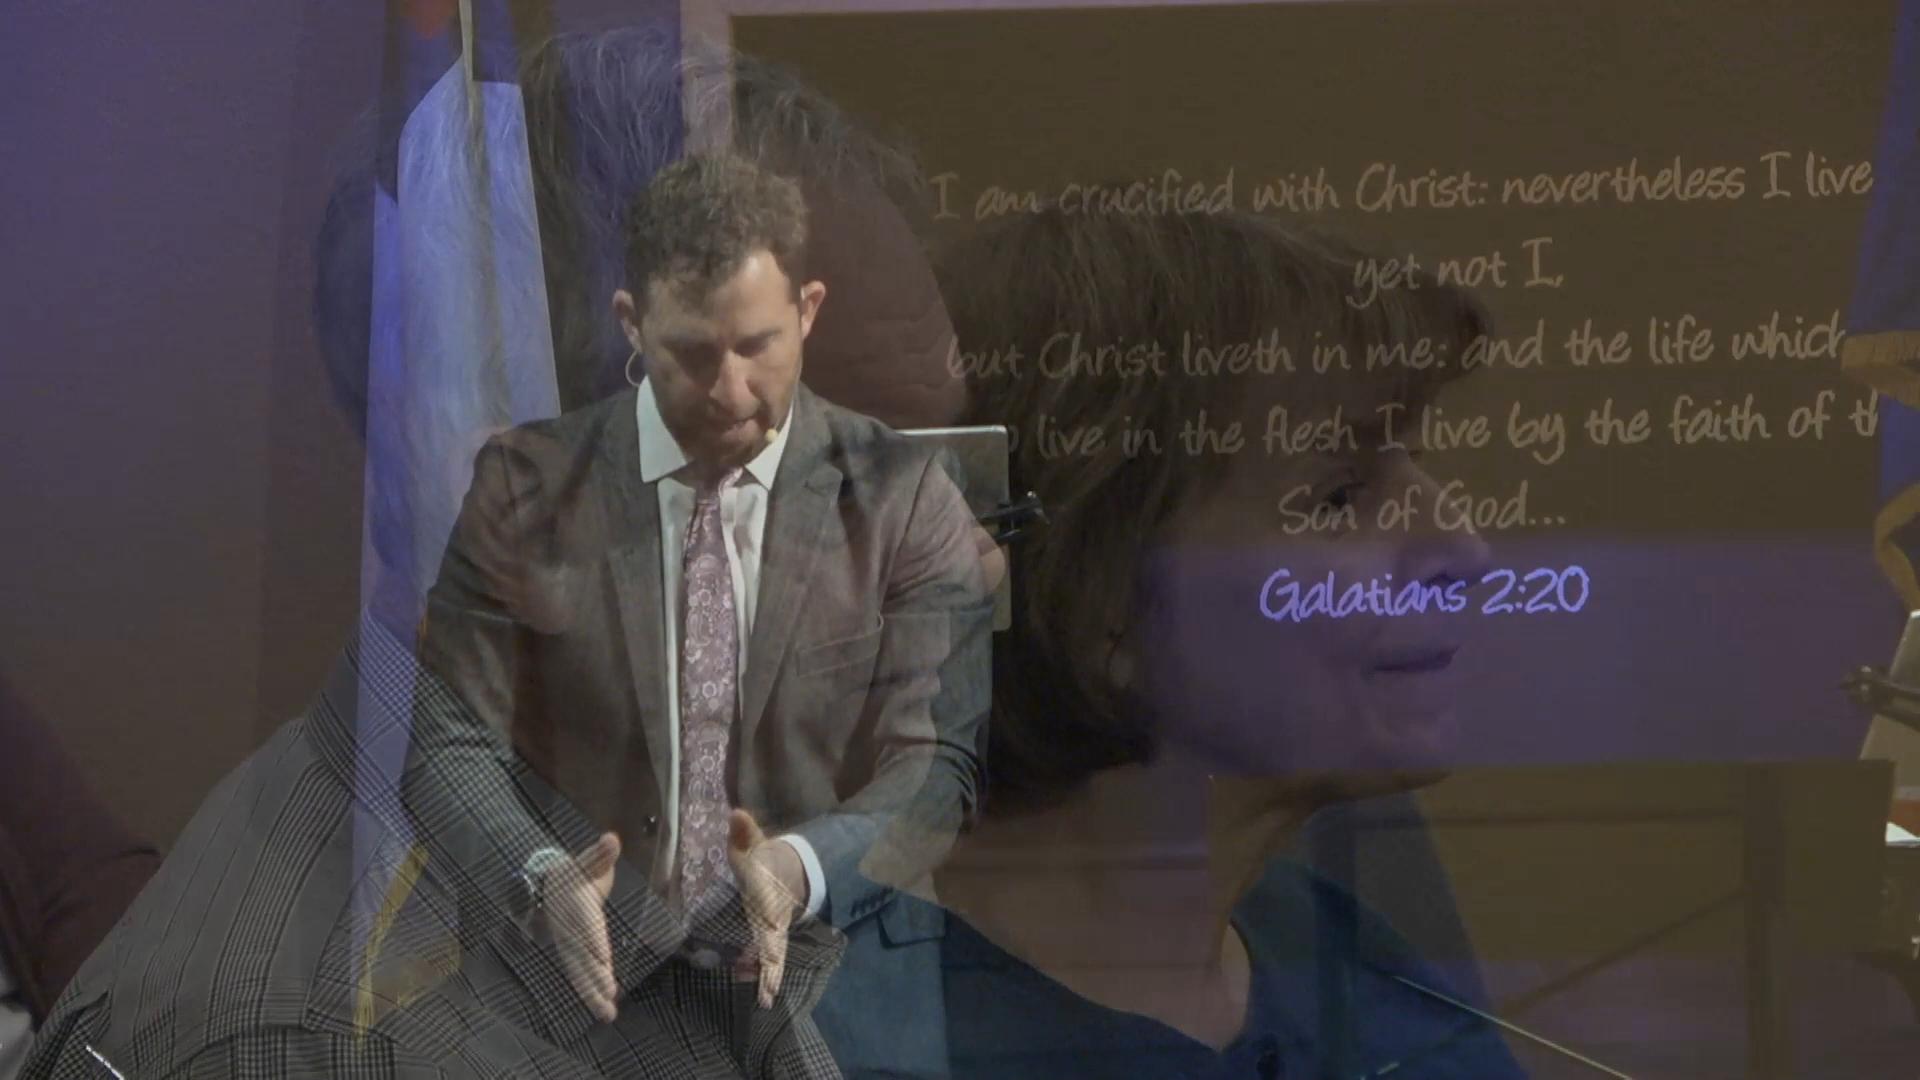 I am crucified with Christ: nevertheless I live
yet not I,
but Christ liveth in me: and the life which
live in the flesh I live by the faith of
Son of God...
Galatians 2:20